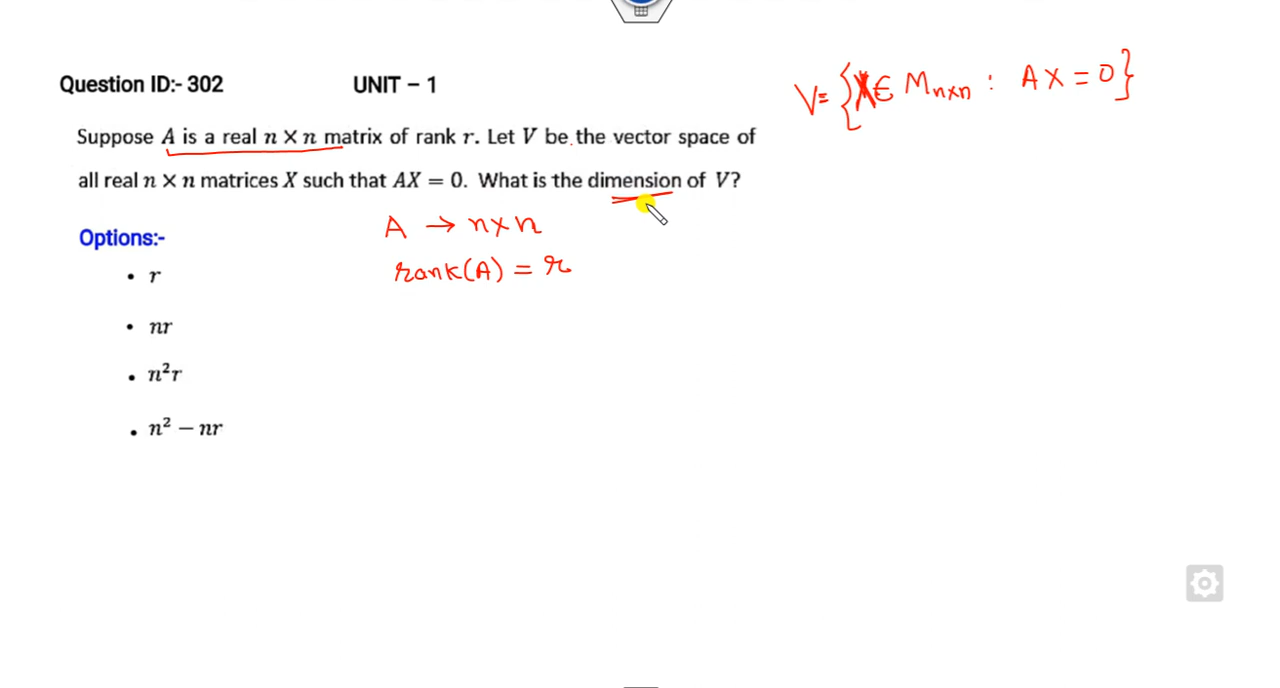 Question ID:- 302 UNIT – 1
V= {X ∈ Mn×n : AX = 0}
Suppose A is a real n × n matrix of rank r. Let V be the vector space of
all real n × n matrices X such that AX = 0. What is the dimension of V?
A → n×n
Options:-
rank(A) = r
• r
• nr
• n²r
• n² − nr